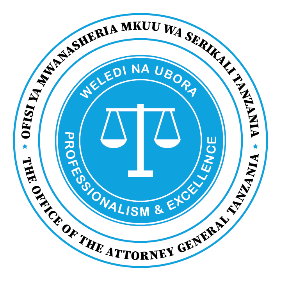 OFISI YA MWANASHERIA MKUU WA SERIKALI TANZANIA
WELEDI NA UBORA
PROFESSIONALISM & EXCELLENCE
THE OFFICE OF THE ATTORNEY GENERAL TANZANIA